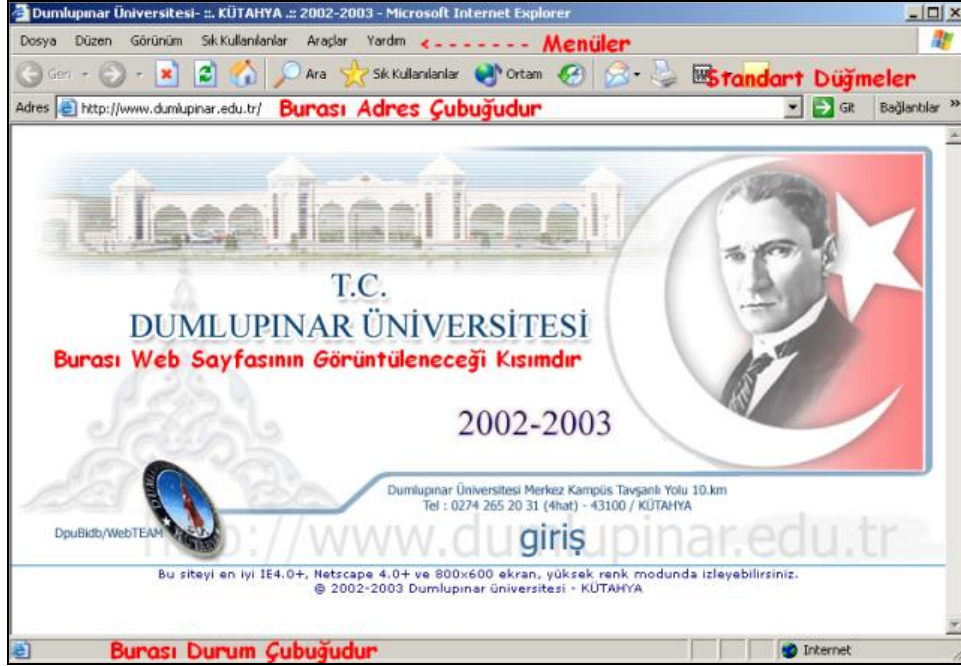 Dumlupınar Üniversitesi- ::. KÜTAHYA .:: 2002-2003 - Microsoft Internet Explorer
Dosya Düzen Görünüm Sık Kullanılanlar Araçlar Yardım <- - - - - - - Menüler
Geri Ara Sık Kullanılanlar Ortam Standart Düğmeler
Adres http://www.dumlupinar.edu.tr/ Burası Adres Çubuğudur Git Bağlantılar »
T.C.
DUMLUPINAR ÜNİVERSİTESİ
Burası Web Sayfasının Görüntüleneceği Kısımdır
2002-2003
Dumlupınar Üniversitesi Merkez Kampüs Tavşanlı Yolu 10.km
Tel : 0274 265 20 31 (4hat) - 43100 / KÜTAHYA
DpuBidb/WebTEAM
http://www.dumlupinar.edu.tr
giriş
Bu siteyi en iyi IE4.0+, Netscape 4.0+ ve 800x600 ekran, yüksek renk modunda izleyebilirsiniz.
@ 2002-2003 Dumlupınar üniversitesi - KÜTAHYA
Burası Durum Çubuğudur Internet